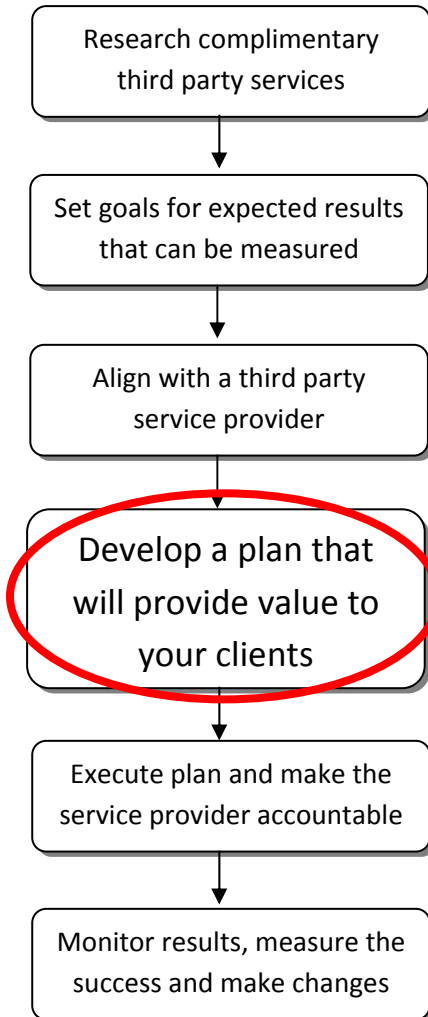 Research complimentary
third party services
Set goals for expected results
that can be measured
Align with a third party
service provider
Develop a plan that
will provide value to
your clients
Execute plan and make the
service provider accountable
Monitor results, measure the
success and make changes